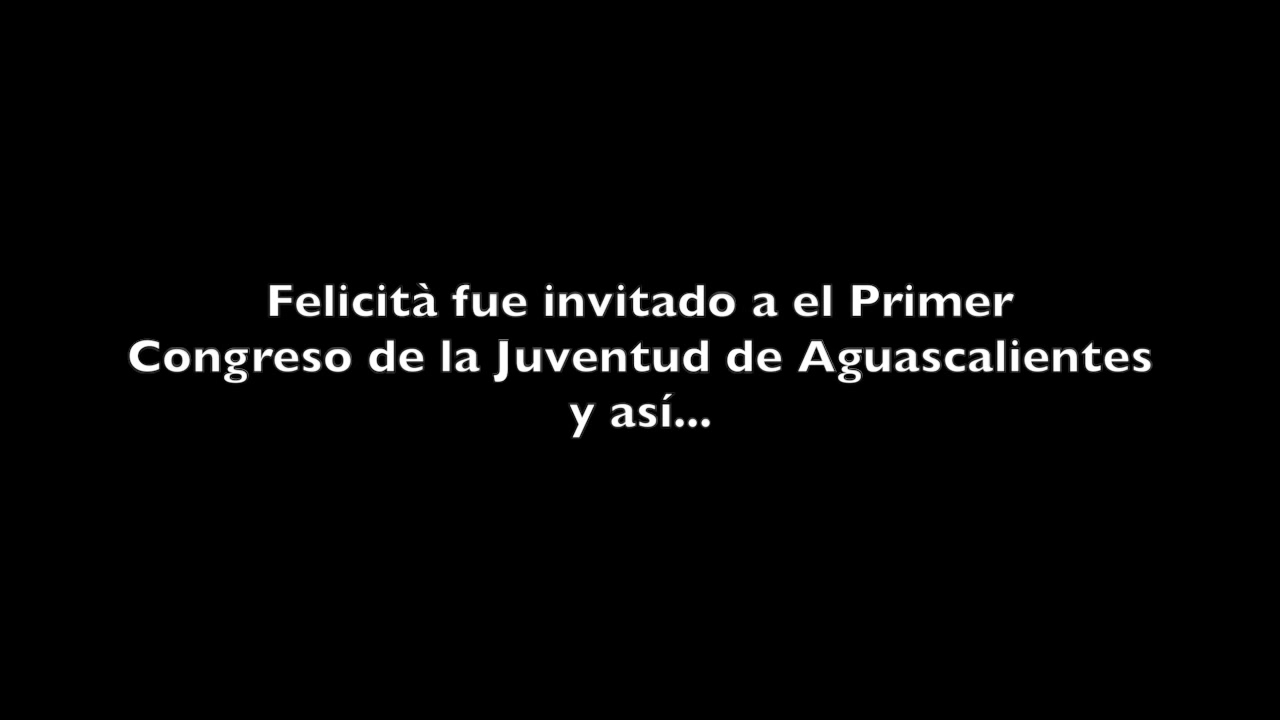 Felicità fue invitado a el Primer
Congreso de la Juventud de Aguascalientes
y así...